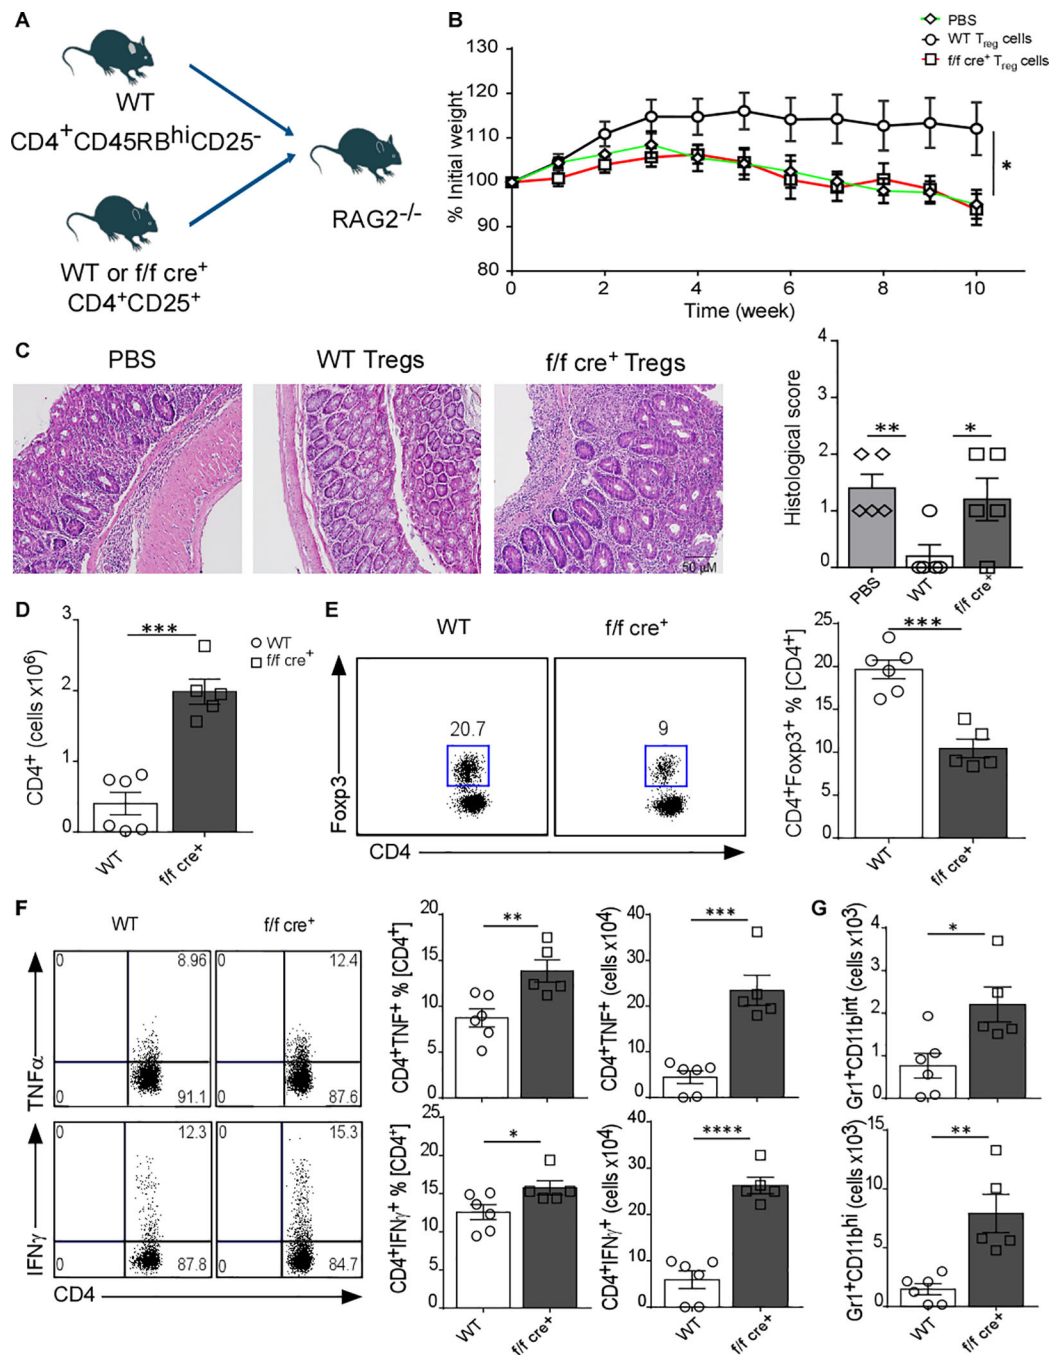 A
WT
CD4⁺CD45RBʰⁱCD25⁻
WT or f/f cre⁺
CD4⁺CD25⁺
RAG2⁻/⁻
B
PBS
WT Treg cells
f/f cre⁺ Treg cells
% Initial weight
130
120
110
100
90
80
0
2
4
6
8
10
Time (week)
*
C
PBS
WT Tregs
f/f cre⁺ Tregs
50 µM
Histological score
4
3
2
1
0
**
*
PBS
WT
f/f cre⁺
D
CD4⁺ (cells x10⁶)
3
2
1
0
***
WT
f/f cre⁺
WT
f/f cre⁺
E
WT
f/f cre⁺
20.7
9
Foxp3
CD4
CD4⁺Foxp3⁺ % [CD4⁺]
25
20
15
10
5
0
***
WT
f/f cre⁺
F
WT
f/f cre⁺
0
8.96
0
91.1
0
12.4
0
87.6
TNFα
0
12.3
0
87.8
0
15.3
0
84.7
IFNγ
CD4
CD4⁺TNF⁺ % [CD4⁺]
20
15
10
5
0
**
CD4⁺TNF⁺ (cells x10⁴)
40
30
20
10
0
***
CD4⁺IFNγ⁺ % [CD4⁺]
25
20
15
10
5
0
*
WT
f/f cre⁺
CD4⁺IFNγ⁺ (cells x10⁴)
40
30
20
10
0
****
WT
f/f cre⁺
G
Gr1⁺CD11bⁱⁿᵗ (cells x10³)
4
3
2
1
0
*
Gr1⁺CD11bʰⁱ (cells x10³)
15
10
5
0
**
WT
f/f cre⁺